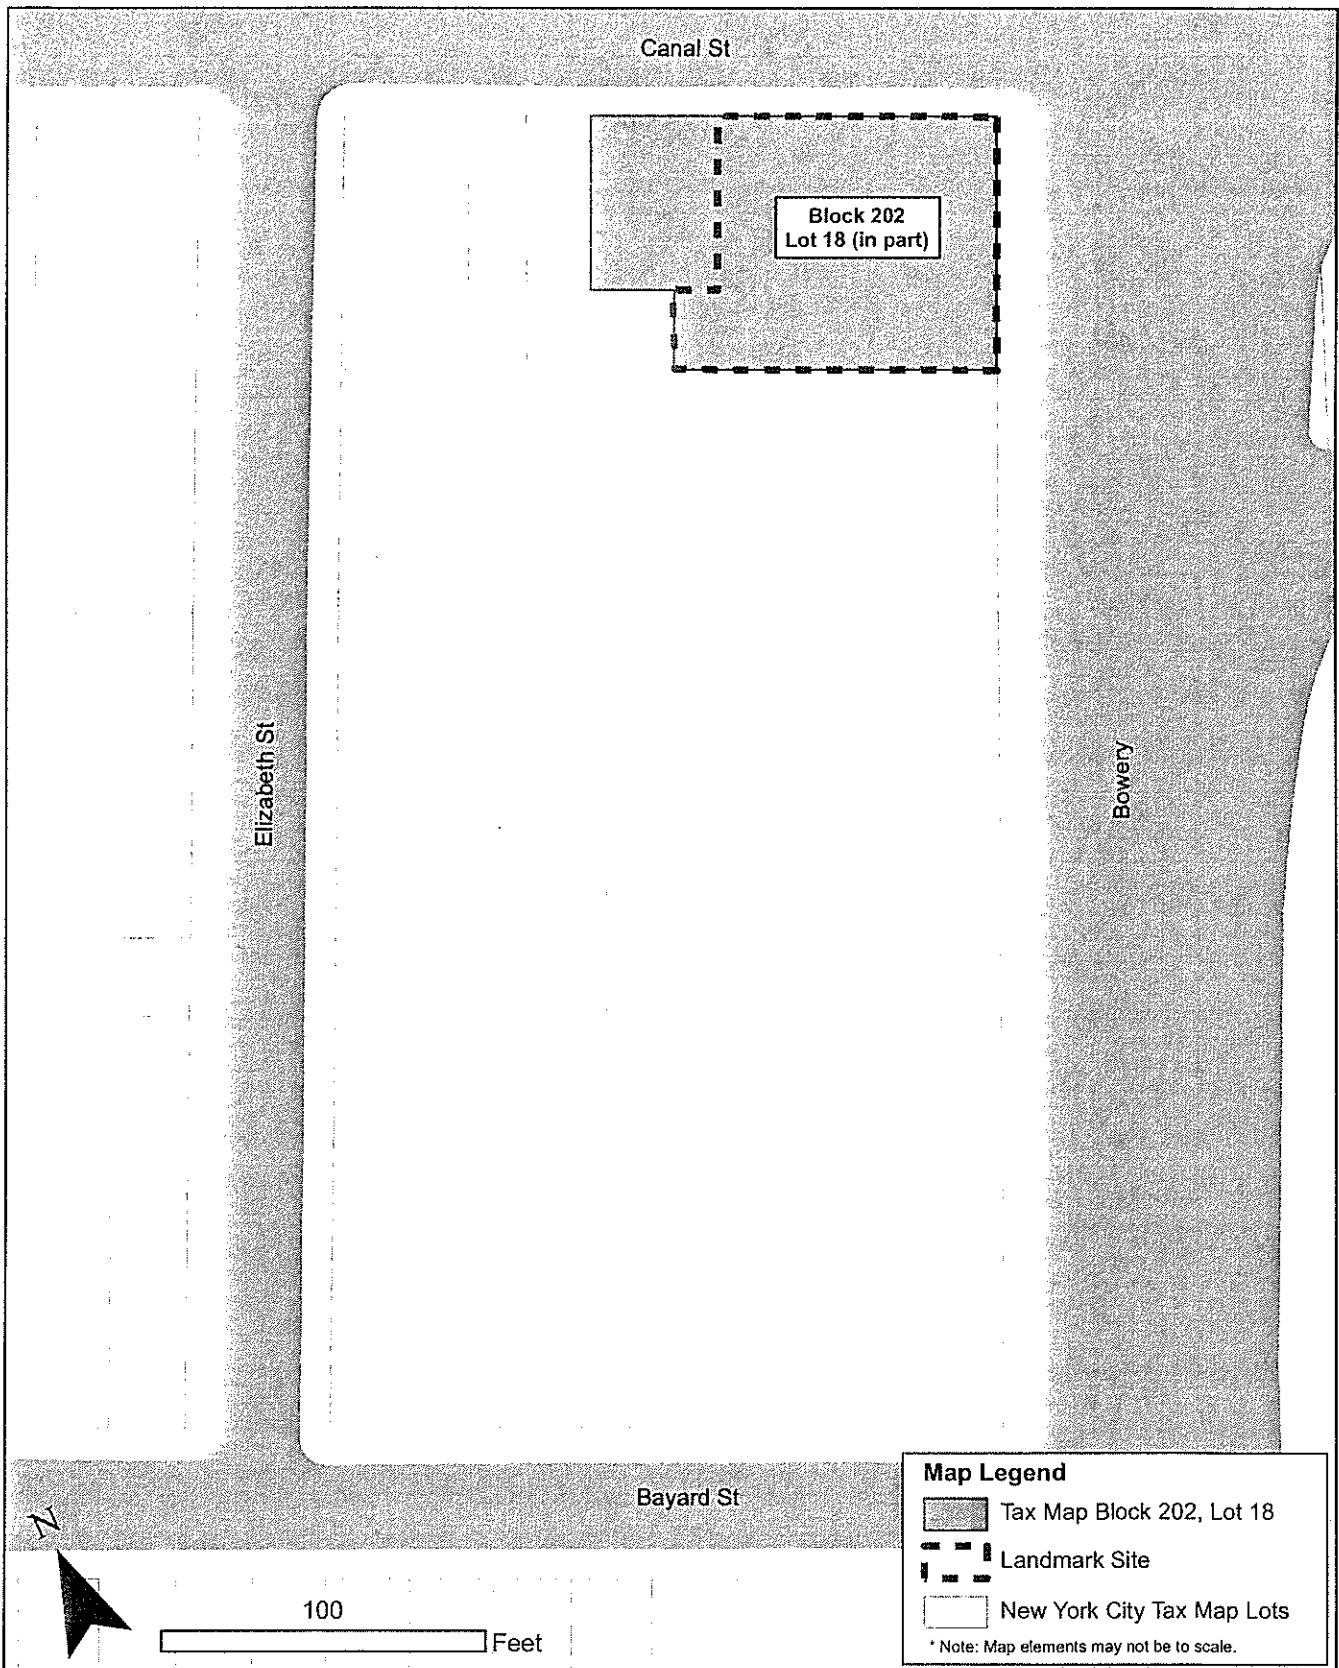 Canal St
Block 202
Lot 18 (in part)
Elizabeth St
Bowery
Bayard St
N
100
Feet
Map Legend
Tax Map Block 202, Lot 18
Landmark Site
New York City Tax Map Lots
* Note: Map elements may not be to scale.